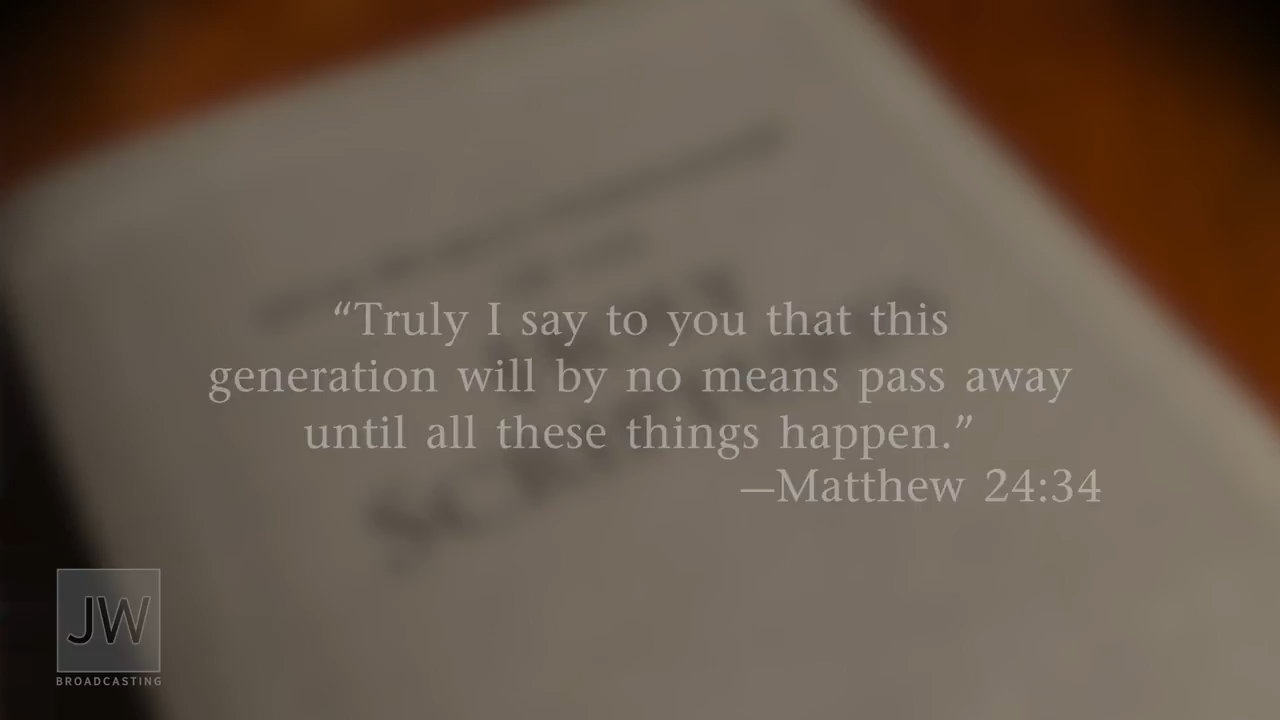 “Truly I say to you that this
generation will by no means pass away
until all these things happen.”
—Matthew 24:34
JW
BROADCASTING